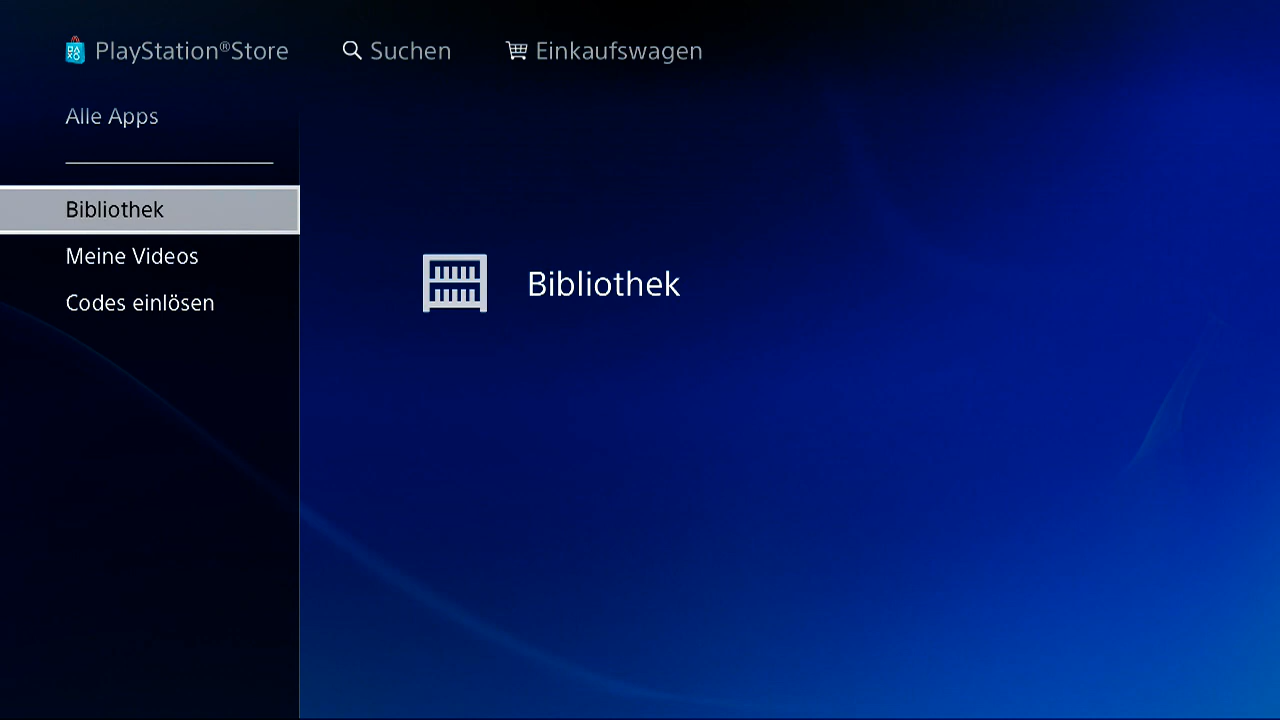 PlayStation®Store
Suchen
Einkaufswagen
Alle Apps
Bibliothek
Meine Videos
Codes einlösen
Bibliothek